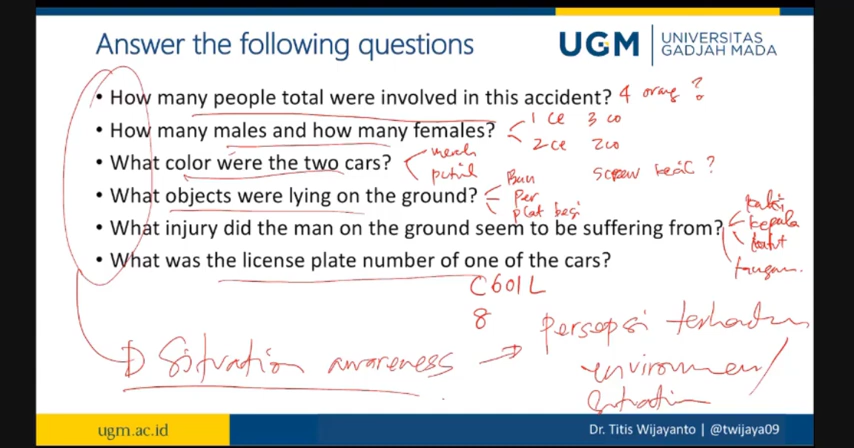 Answer the following questions
UGM
UNIVERSITAS
GADJAH MADA
• How many people total were involved in this accident? 4 orang?
• How many males and how many females? 1 ce 3 co
2 ce 2 co
• What color were the two cars? merah
putih
screw kecil?
• What objects were lying on the ground? Ban
Per
plat besi
• What injury did the man on the ground seem to be suffering from? kaki
kepala
tangan
• What was the license plate number of one of the cars?
C601L
8
Situation awareness → persepsi terhadap
environment/
situation
ugm.ac.id
Dr. Titis Wijayanto | @twijaya09